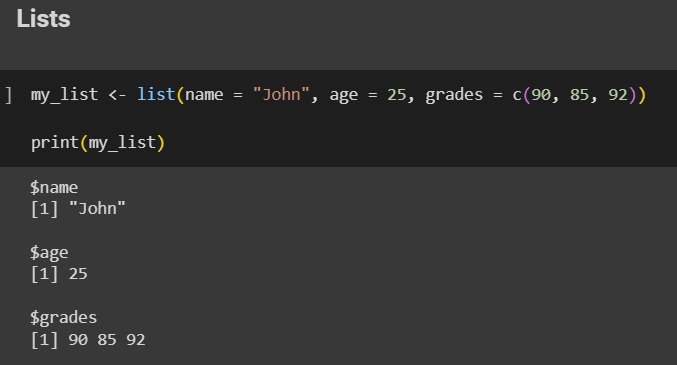 Lists
] my_list <- list(name = "John", age = 25, grades = c(90, 85, 92))
print(my_list)
$name
[1] "John"
$age
[1] 25
$grades
[1] 90 85 92